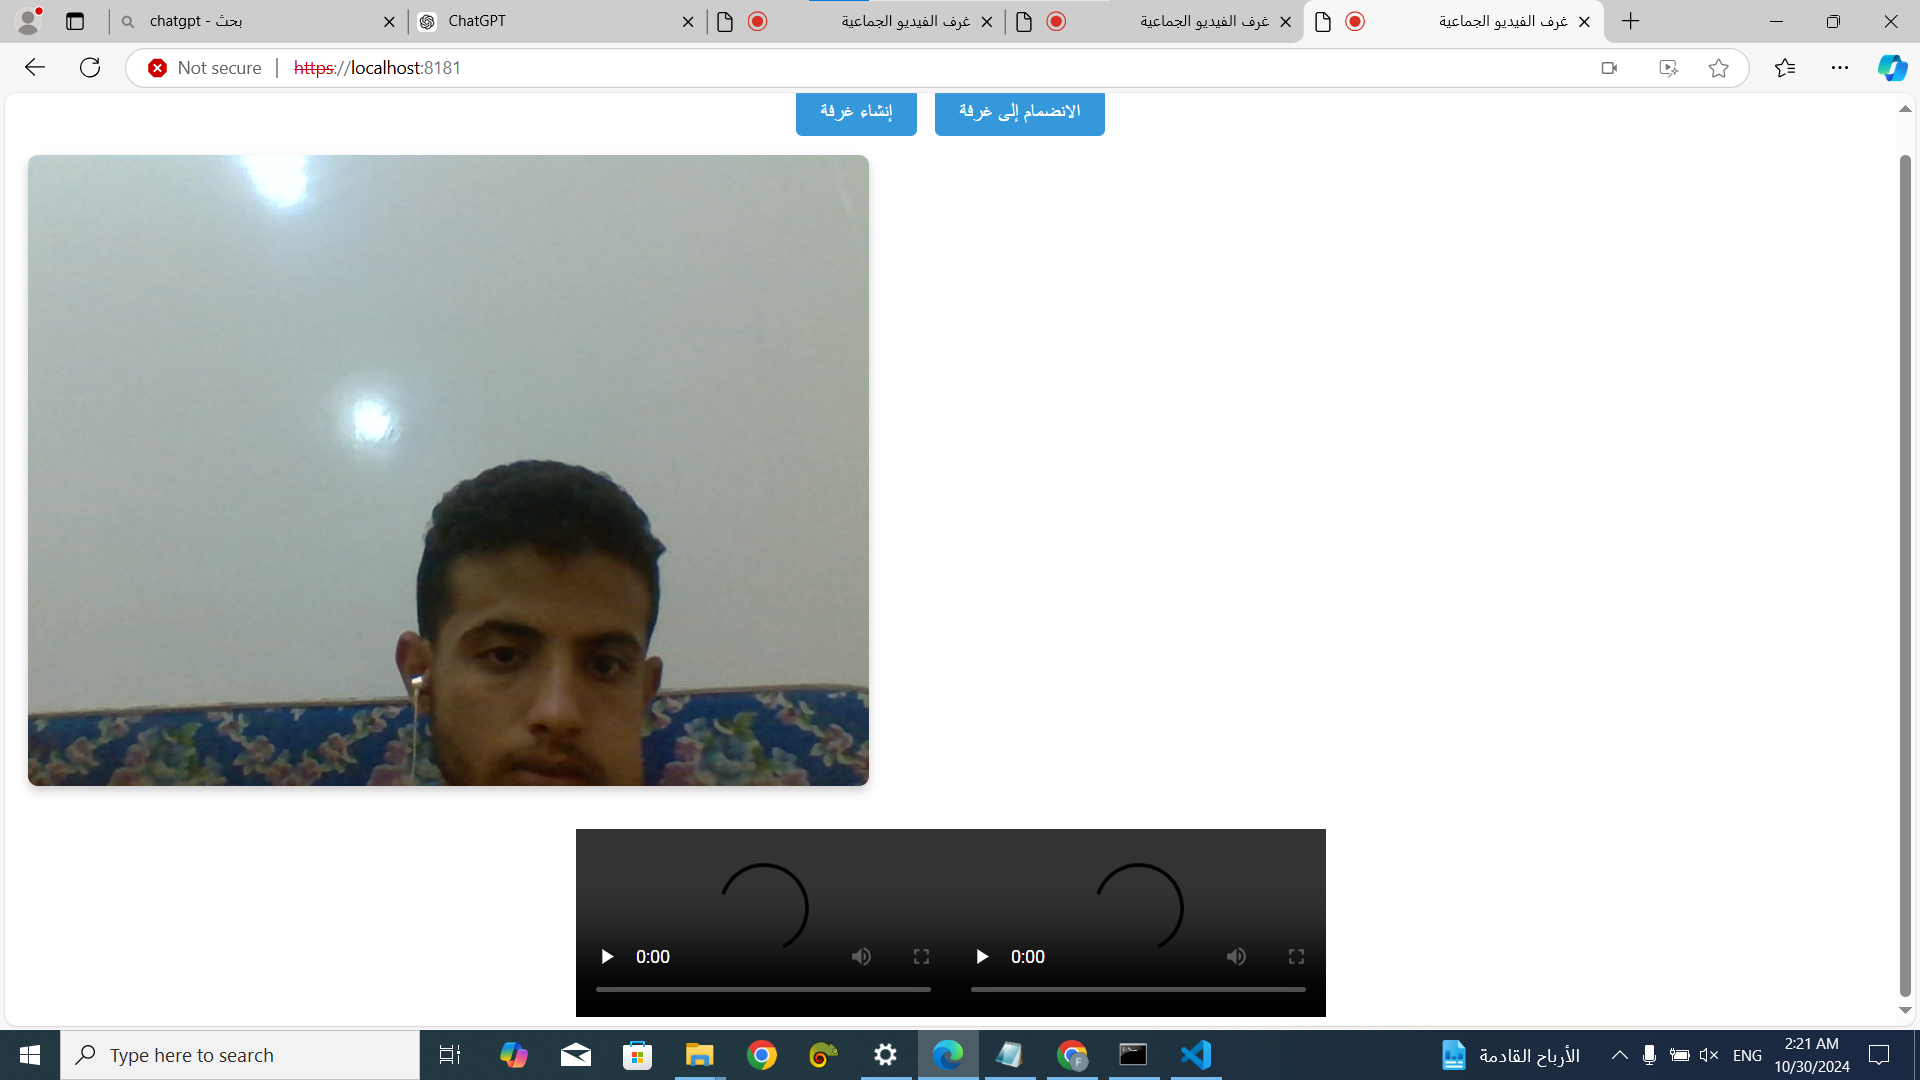 chatgpt - بحث
ChatGPT
غرف الفيديو الجماعية
غرف الفيديو الجماعية
غرف الفيديو الجماعية
Not secure
https://localhost:8181
إنشاء غرفة
الانضمام إلى غرفة
0:00
0:00
Type here to search
الأرباح القادمة
ENG
2:21 AM
10/30/2024